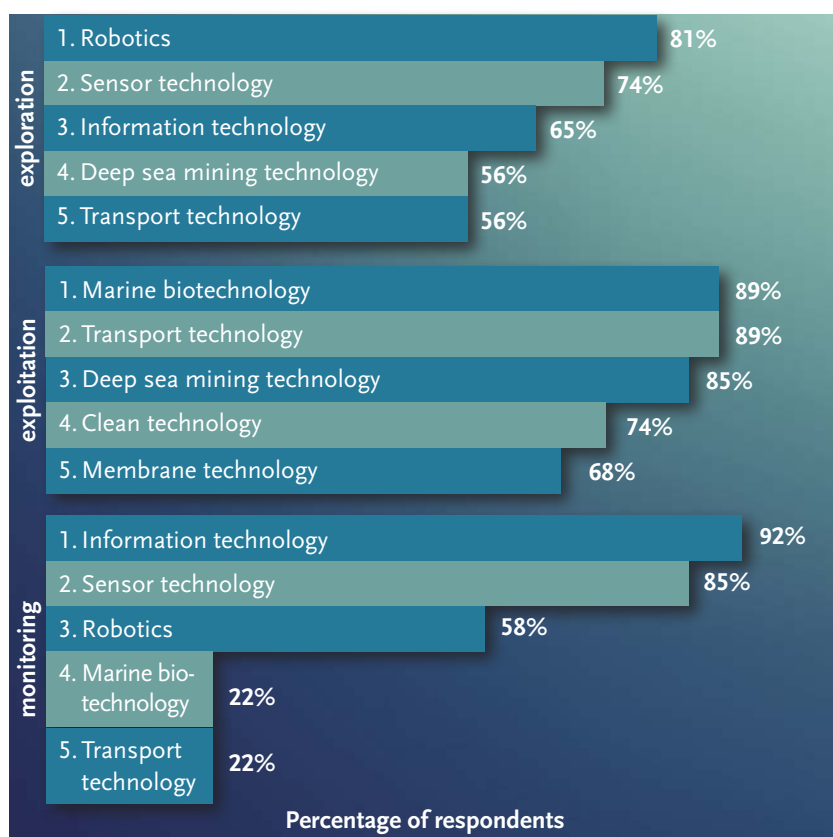 exploration
1. Robotics 81%
2. Sensor technology 74%
3. Information technology 65%
4. Deep sea mining technology 56%
5. Transport technology 56%
exploitation
1. Marine biotechnology 89%
2. Transport technology 89%
3. Deep sea mining technology 85%
4. Clean technology 74%
5. Membrane technology 68%
monitoring
1. Information technology 92%
2. Sensor technology 85%
3. Robotics 58%
4. Marine bio-
technology 22%
5. Transport
technology 22%
Percentage of respondents